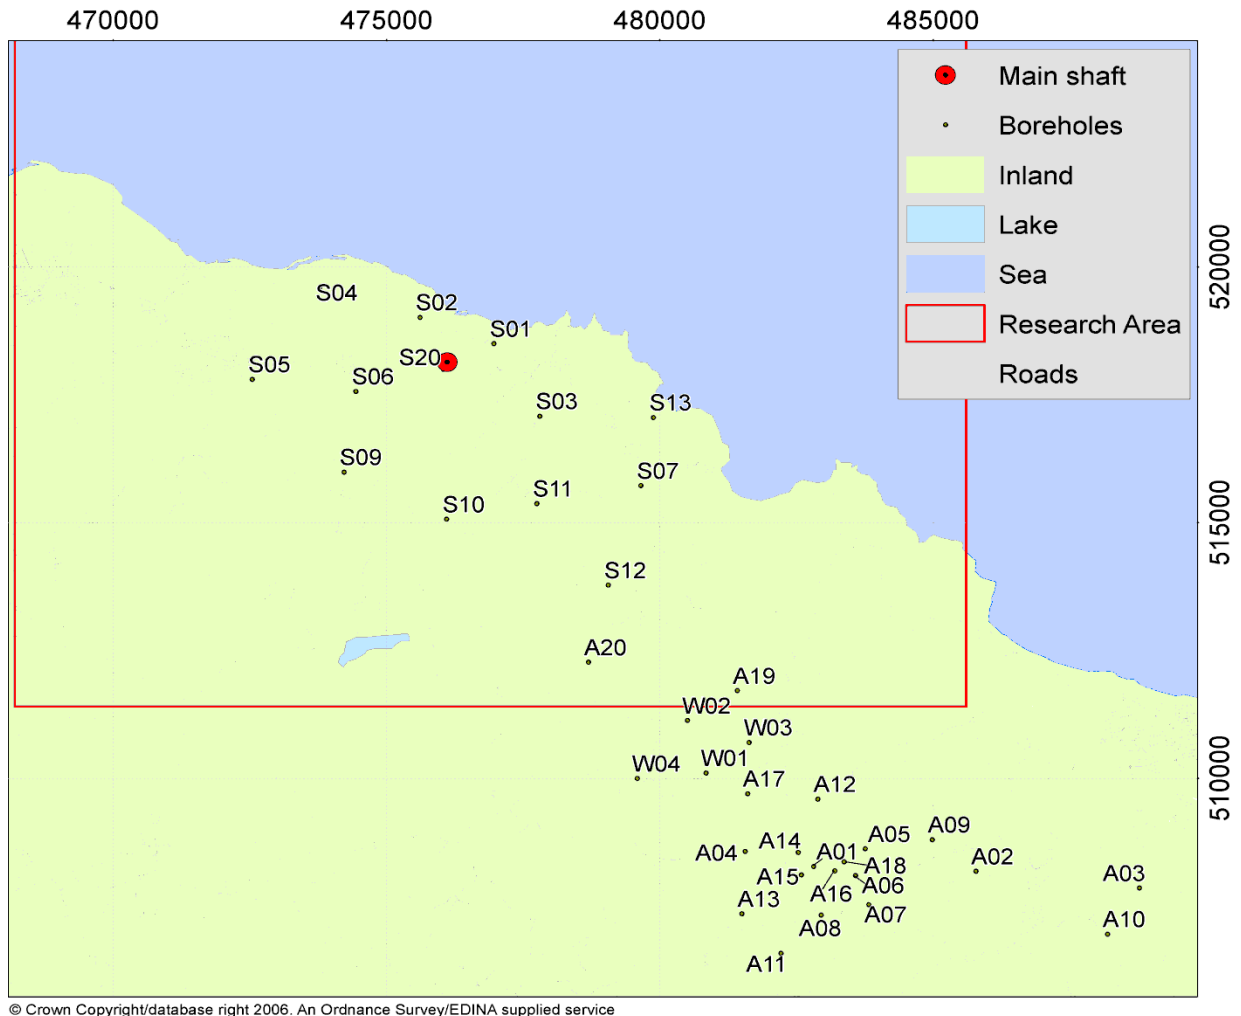 470000 475000 480000 485000
Main shaft
Boreholes
Inland
Lake
Sea
Research Area
Roads
520000
515000
510000
S04
S02
S01
S20
S05
S06
S03
S13
S09
S07
S11
S10
S12
A20
A19
W02
W03
W04
W01
A17
A12
A09
A05
A14
A04
A01
A18
A02
A15
A16
A06
A03
A13
A07
A08
A10
A11
© Crown Copyright/database right 2006. An Ordnance Survey/EDINA supplied service